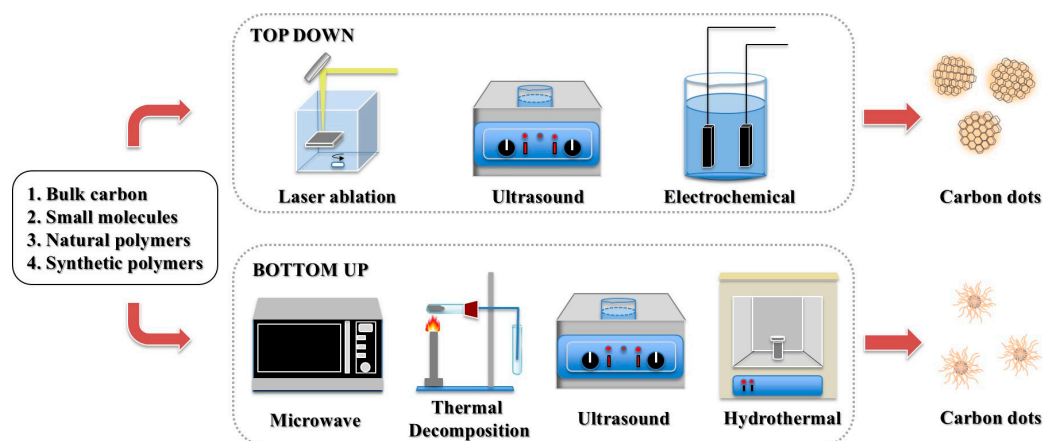 TOP DOWN
Laser ablation
Ultrasound
Electrochemical
Carbon dots
1. Bulk carbon
2. Small molecules
3. Natural polymers
4. Synthetic polymers
BOTTOM UP
Microwave
Thermal
Decomposition
Ultrasound
Hydrothermal
Carbon dots